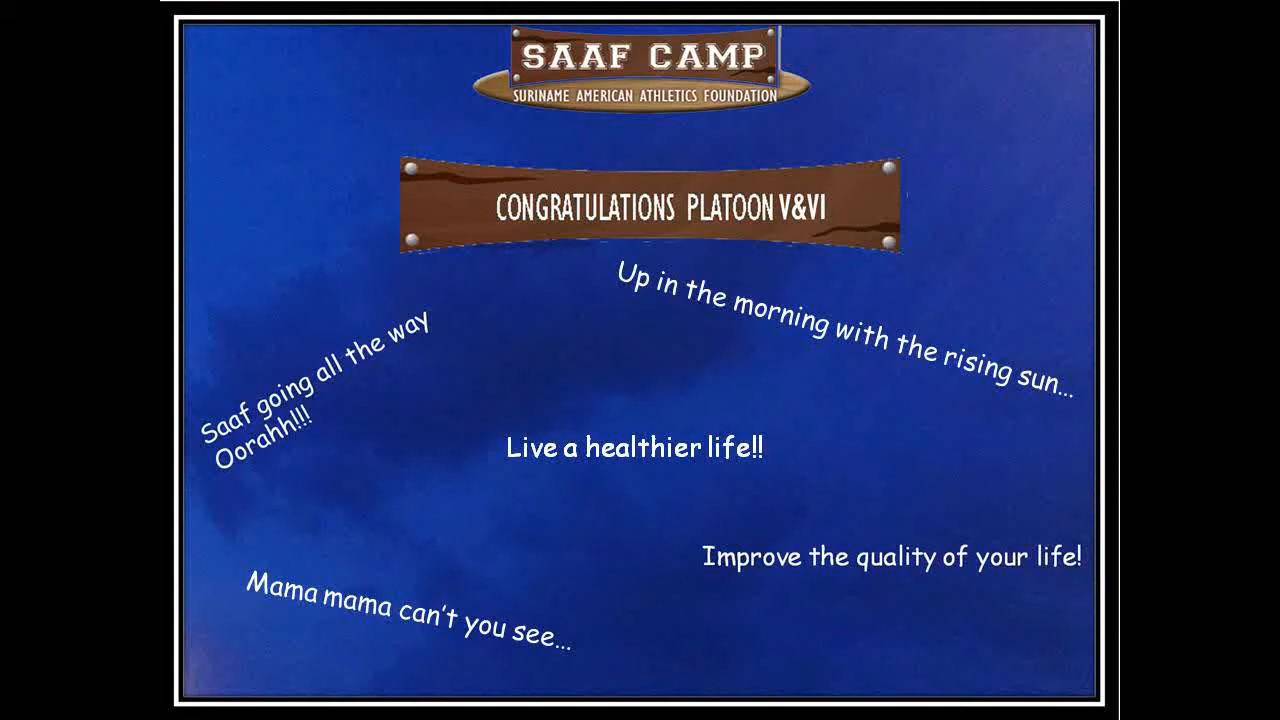 SAAF CAMP
SURINAME AMERICAN ATHLETICS FOUNDATION
CONGRATULATIONS PLATOON V&VI
Up in the morning with the rising sun...
Saaf going all the way
Oorahh!!!
Live a healthier life!!
Improve the quality of your life!
Mama mama can't you see...